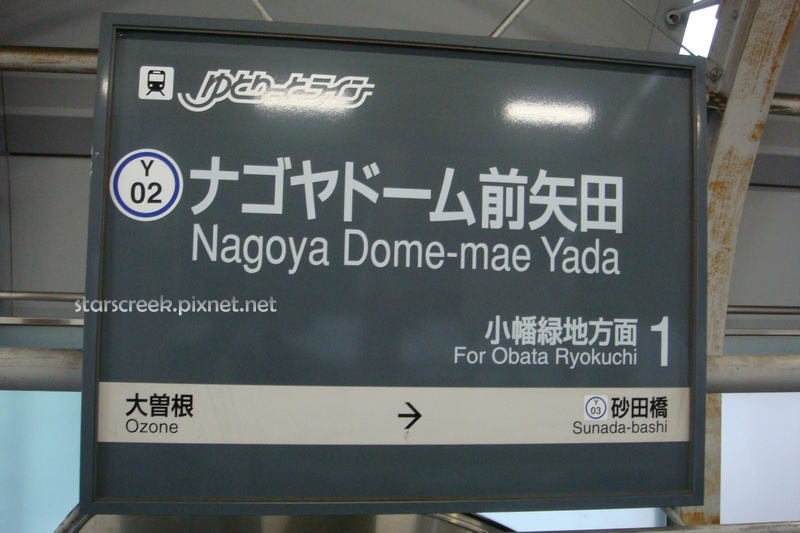 ゆとりーとライン
Y
02
ナゴヤドーム前矢田
Nagoya Dome-mae Yada
starscreek.pixnet.net
小幡緑地方面 1
For Obata Ryokuchi
大曽根
Ozone
→
Y
03
砂田橋
Sunada-bashi